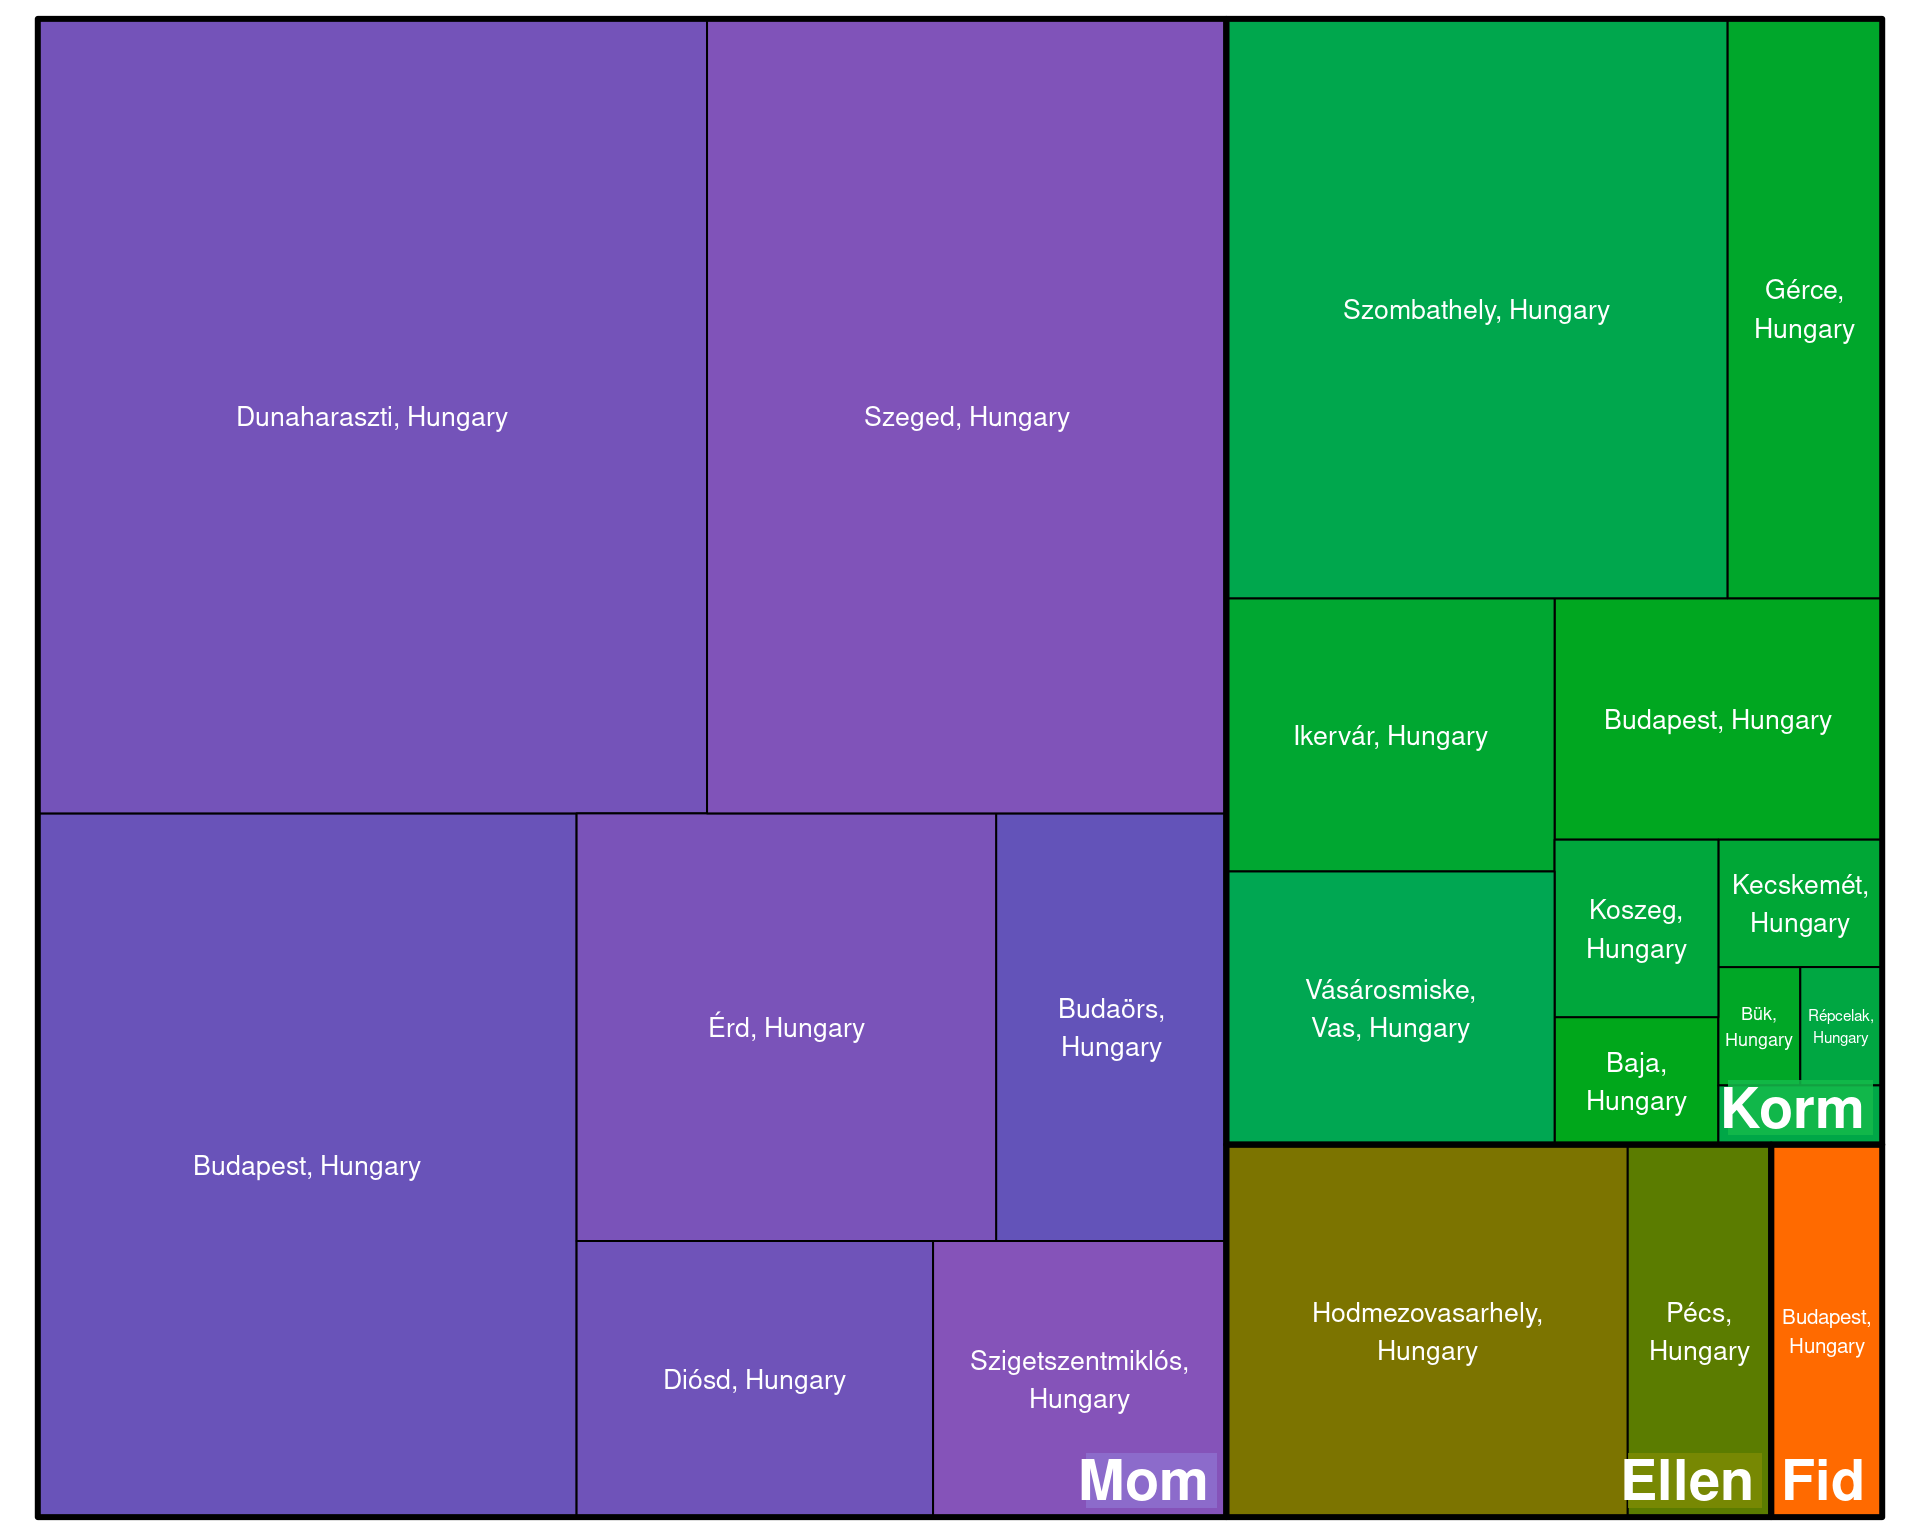 Dunaharaszti, Hungary
Szeged, Hungary
Budapest, Hungary
Érd, Hungary
Budaörs,
Hungary
Diósd, Hungary
Szigetszentmiklós,
Hungary
Mom
Szombathely, Hungary
Gérce,
Hungary
Ikervár, Hungary
Budapest, Hungary
Vásárosmiske,
Vas, Hungary
Koszeg,
Hungary
Kecskemét,
Hungary
Bük,
Hungary
Répcelak,
Hungary
Baja,
Hungary
Korm
Hodmezovasarhely,
Hungary
Pécs,
Hungary
Ellen
Budapest,
Hungary
Fid